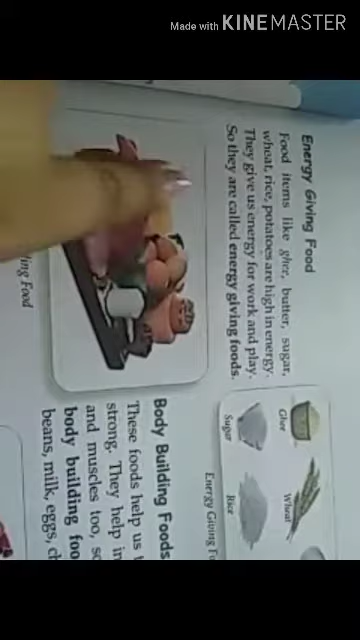 Made with KINEMASTER
Energy Giving Food
Food items like ghee, butter, sugar,
wheat, rice, potatoes are high in energy.
They give us energy for work and play.
So they are called energy giving foods.
Ghee
Wheat
Sugar
Rice
Energy Giving
Food
Body Building Foods
These foods help us
strong. They help
and muscles too,
body building
beans, milk, eggs,